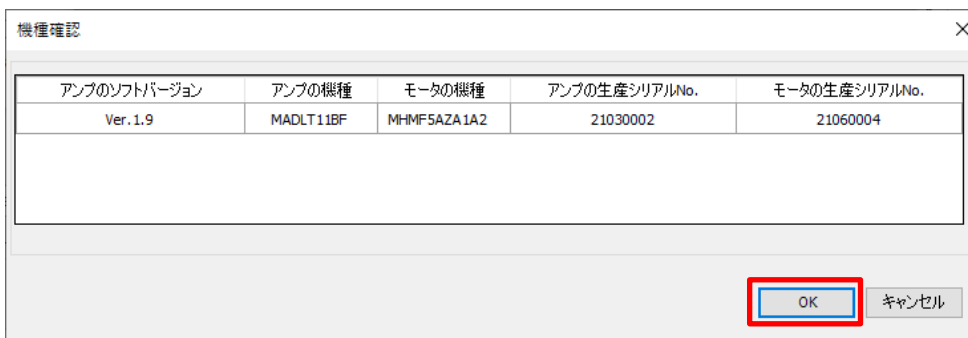 機種確認
アンプのソフトバージョン アンプの機種 モータの機種 アンプの生産シリアルNo. モータの生産シリアルNo.
Ver.1.9 MADLT11BF MHMF5AZA1A2 21030002 21060004
OK キャンセル